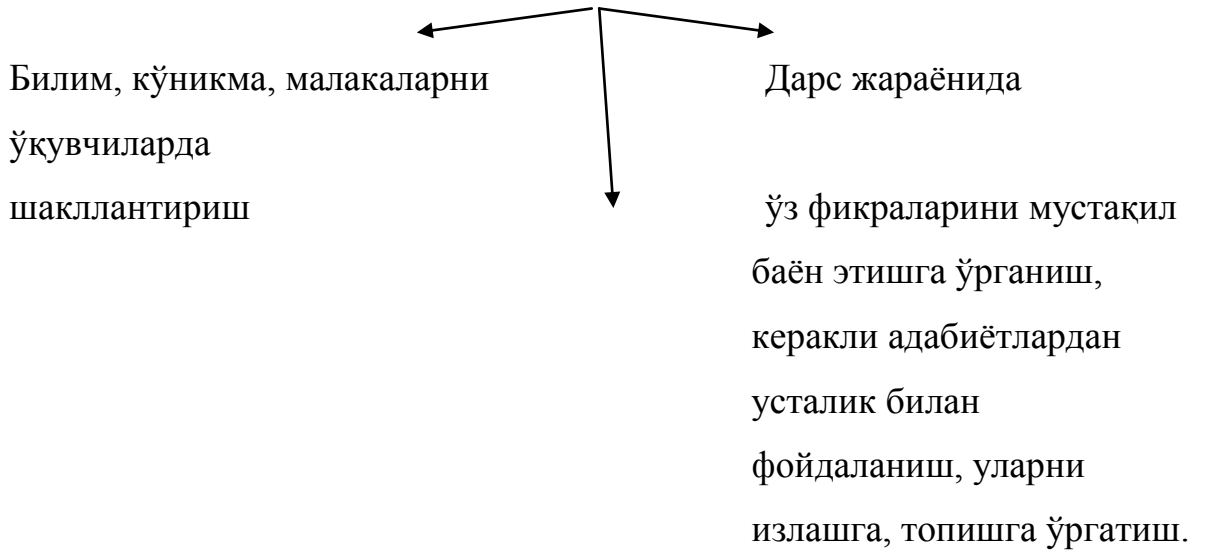 Билим, кўникма, малакаларни
ўқувчиларда
шакллантириш
Дарс жараёнида
ўз фикраларини мустақил
баён этишга ўрганиш,
керакли адабиётлардан
усталик билан
фойдаланиш, уларни
излашга, топишга ўргатиш.